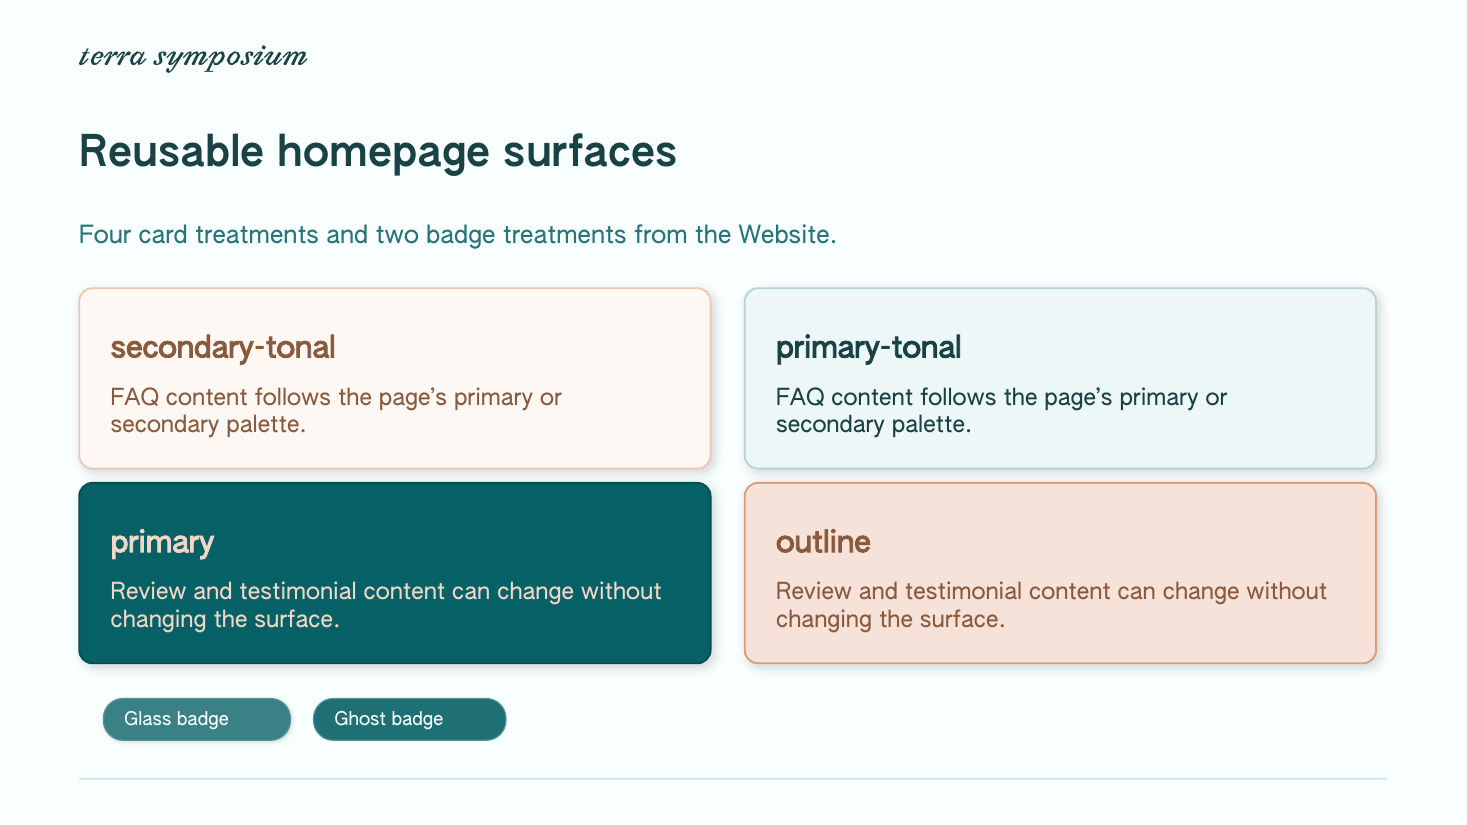 terra symposium
Reusable homepage surfaces
Four card treatments and two badge treatments from the Website.
secondary-tonal
FAQ content follows the page’s primary or
secondary palette.
primary-tonal
FAQ content follows the page’s primary or
secondary palette.
primary
Review and testimonial content can change without
changing the surface.
outline
Review and testimonial content can change without
changing the surface.
Glass badge
Ghost badge